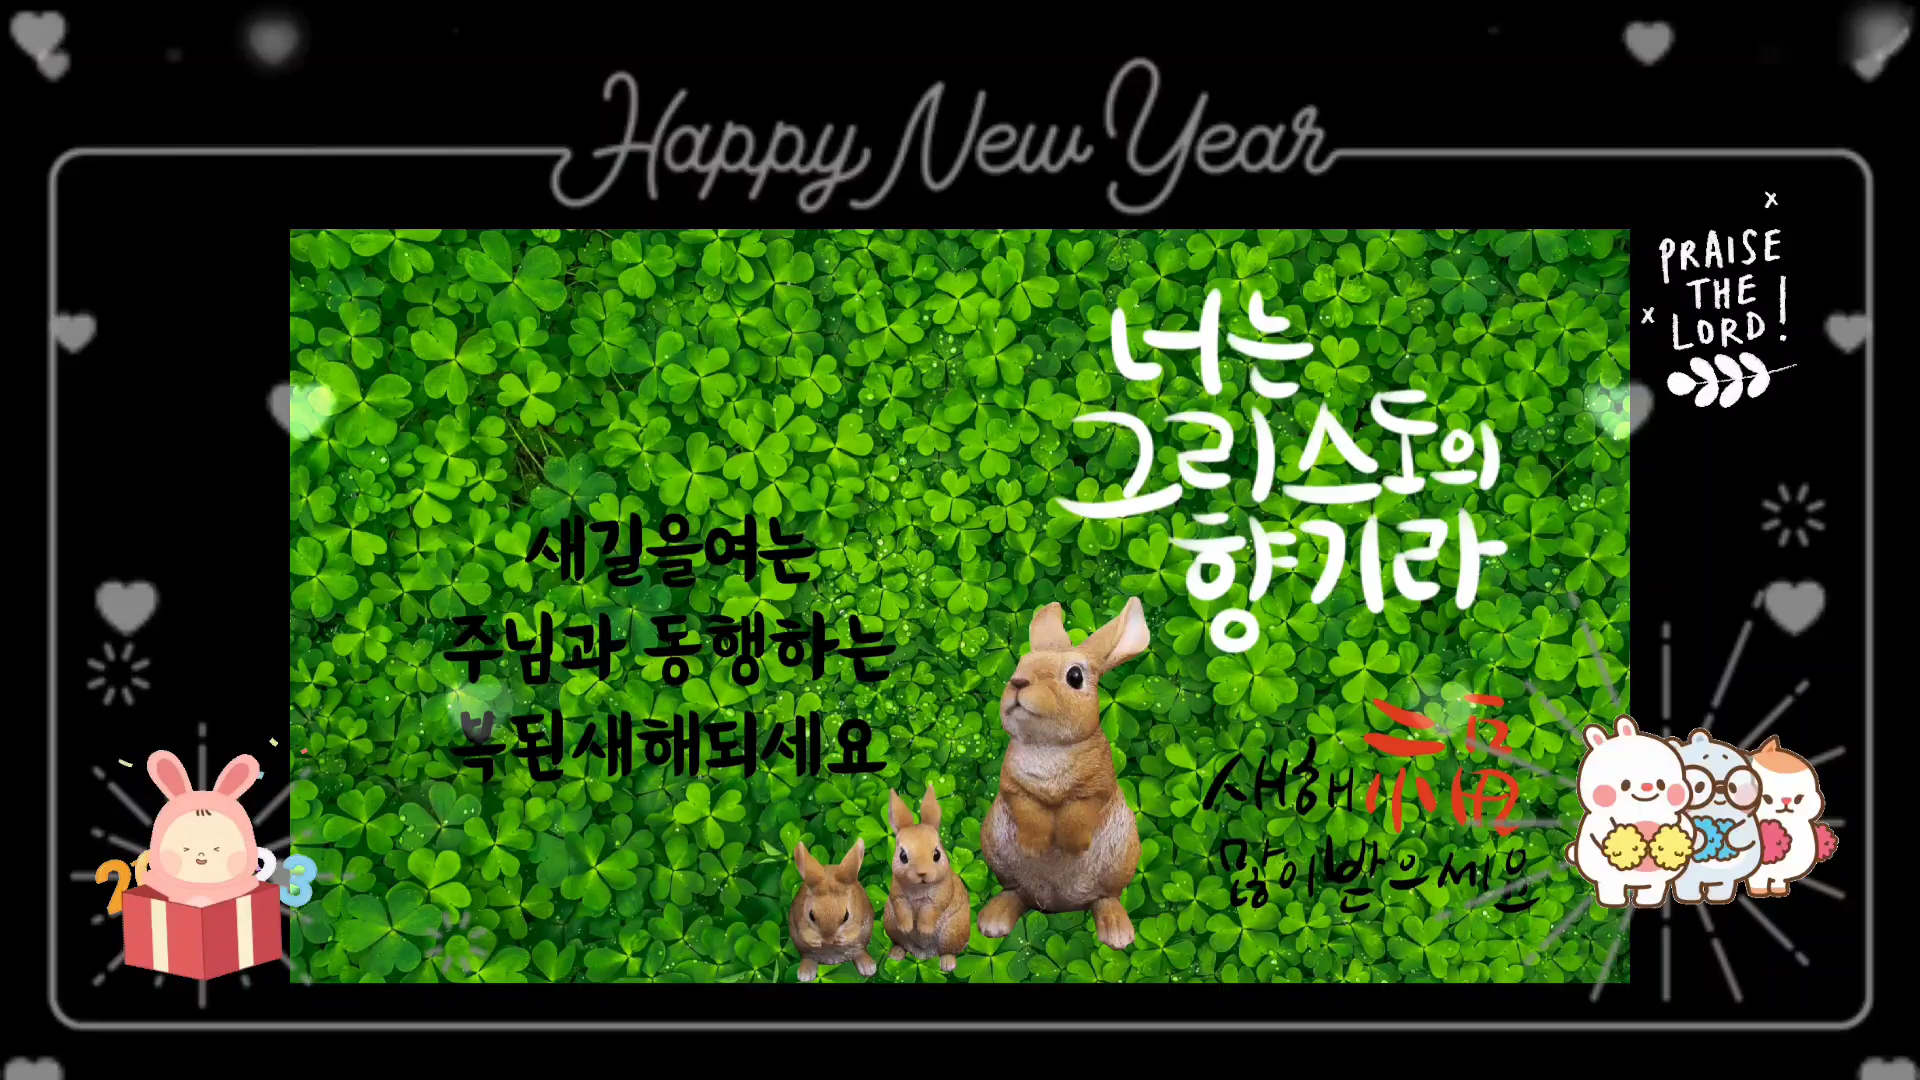 Happy New Year
PRAISE
THE
LORD!
너는
그리스도의
향기라
새길을여는
주님과 동행하는
복된새해되세요
새해福
많이받으세요